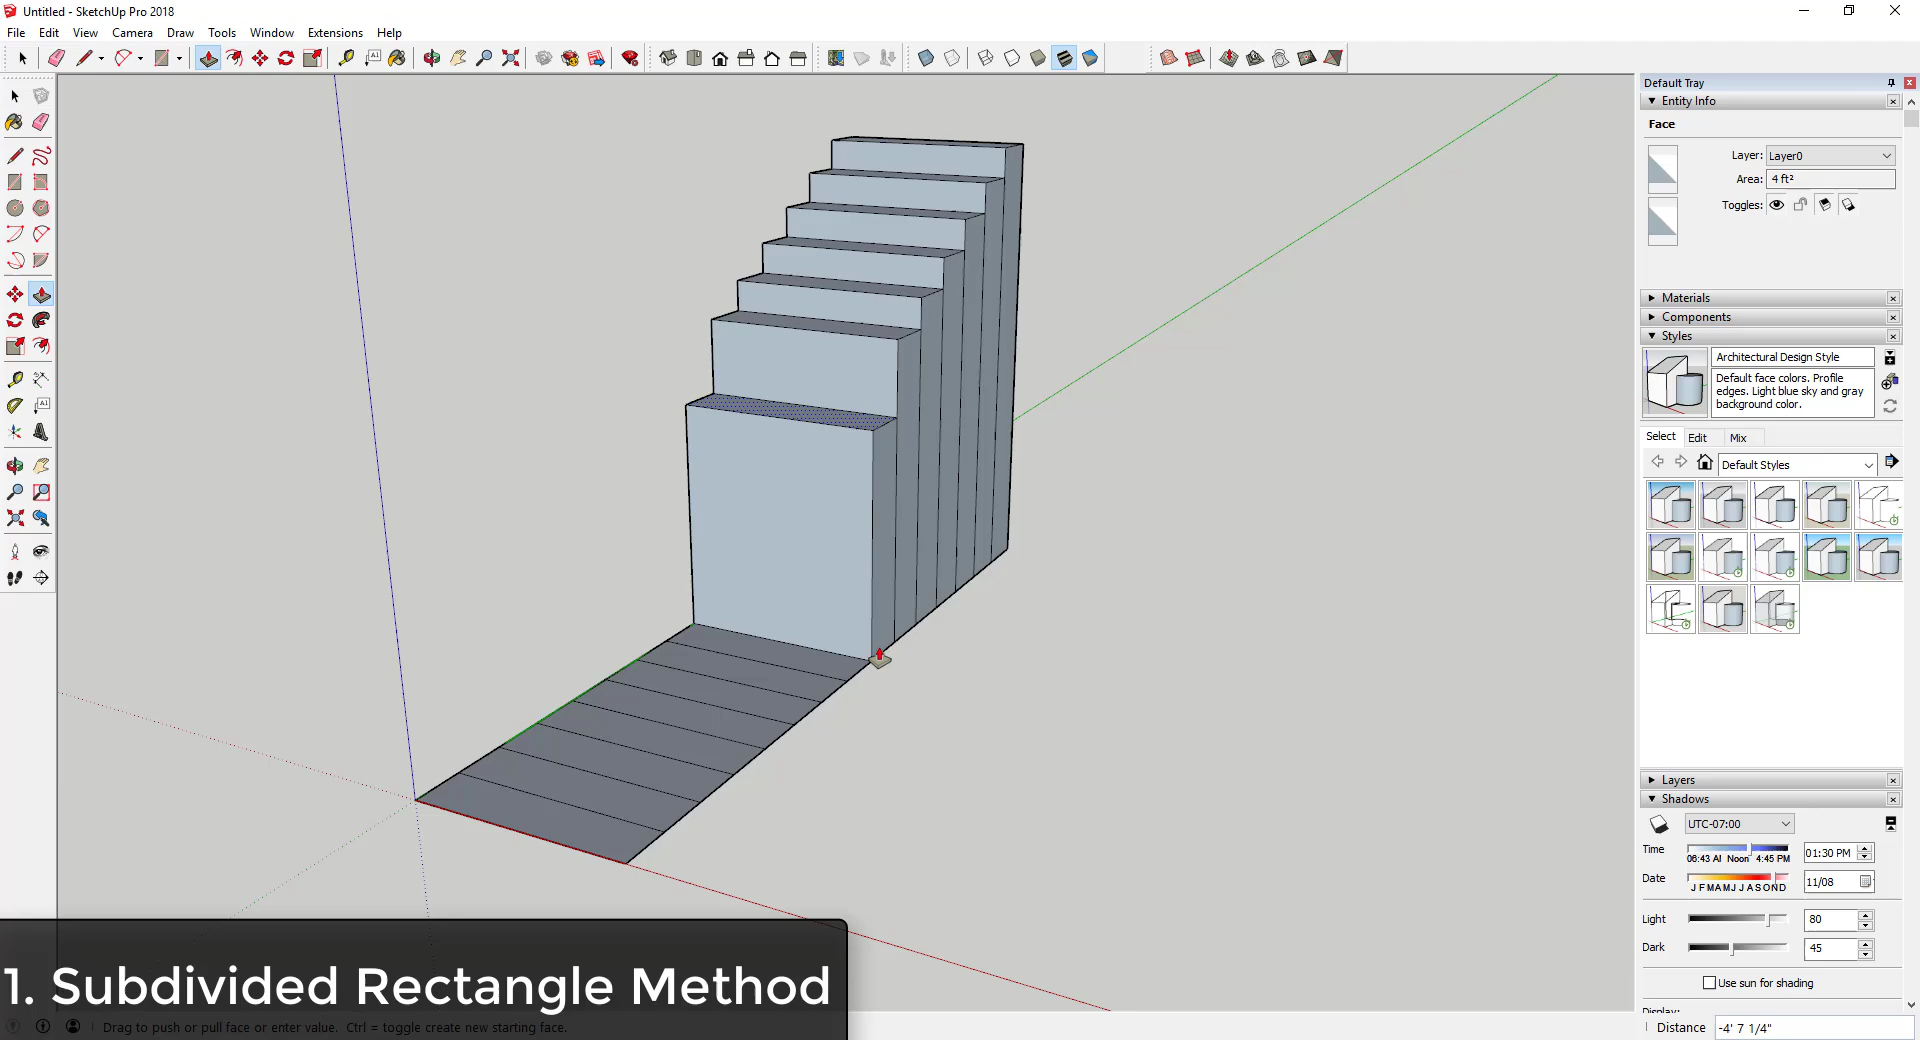 Untitled - SketchUp Pro 2018
File Edit View Camera Draw Tools Window Extensions Help
Default Tray
Entity Info
Face
Layer: Layer0
Area: 4 ft²
Toggles:
Materials
Components
Styles
Architectural Design Style
Default face colors. Profile
edges. Light blue sky and gray
background color.
Select Edit Mix
Default Styles
Layers
Shadows
UTC-07:00
Time 06:43 AI Noon 4:45 PM 01:30 PM
Date J F M A M J J A S O N D 11/08
Light 80
Dark 45
Use sun for shading
Display:
1. Subdivided Rectangle Method
Drag to push or pull face or enter value. Ctrl = toggle create new starting face.
Distance -4' 7 1/4"